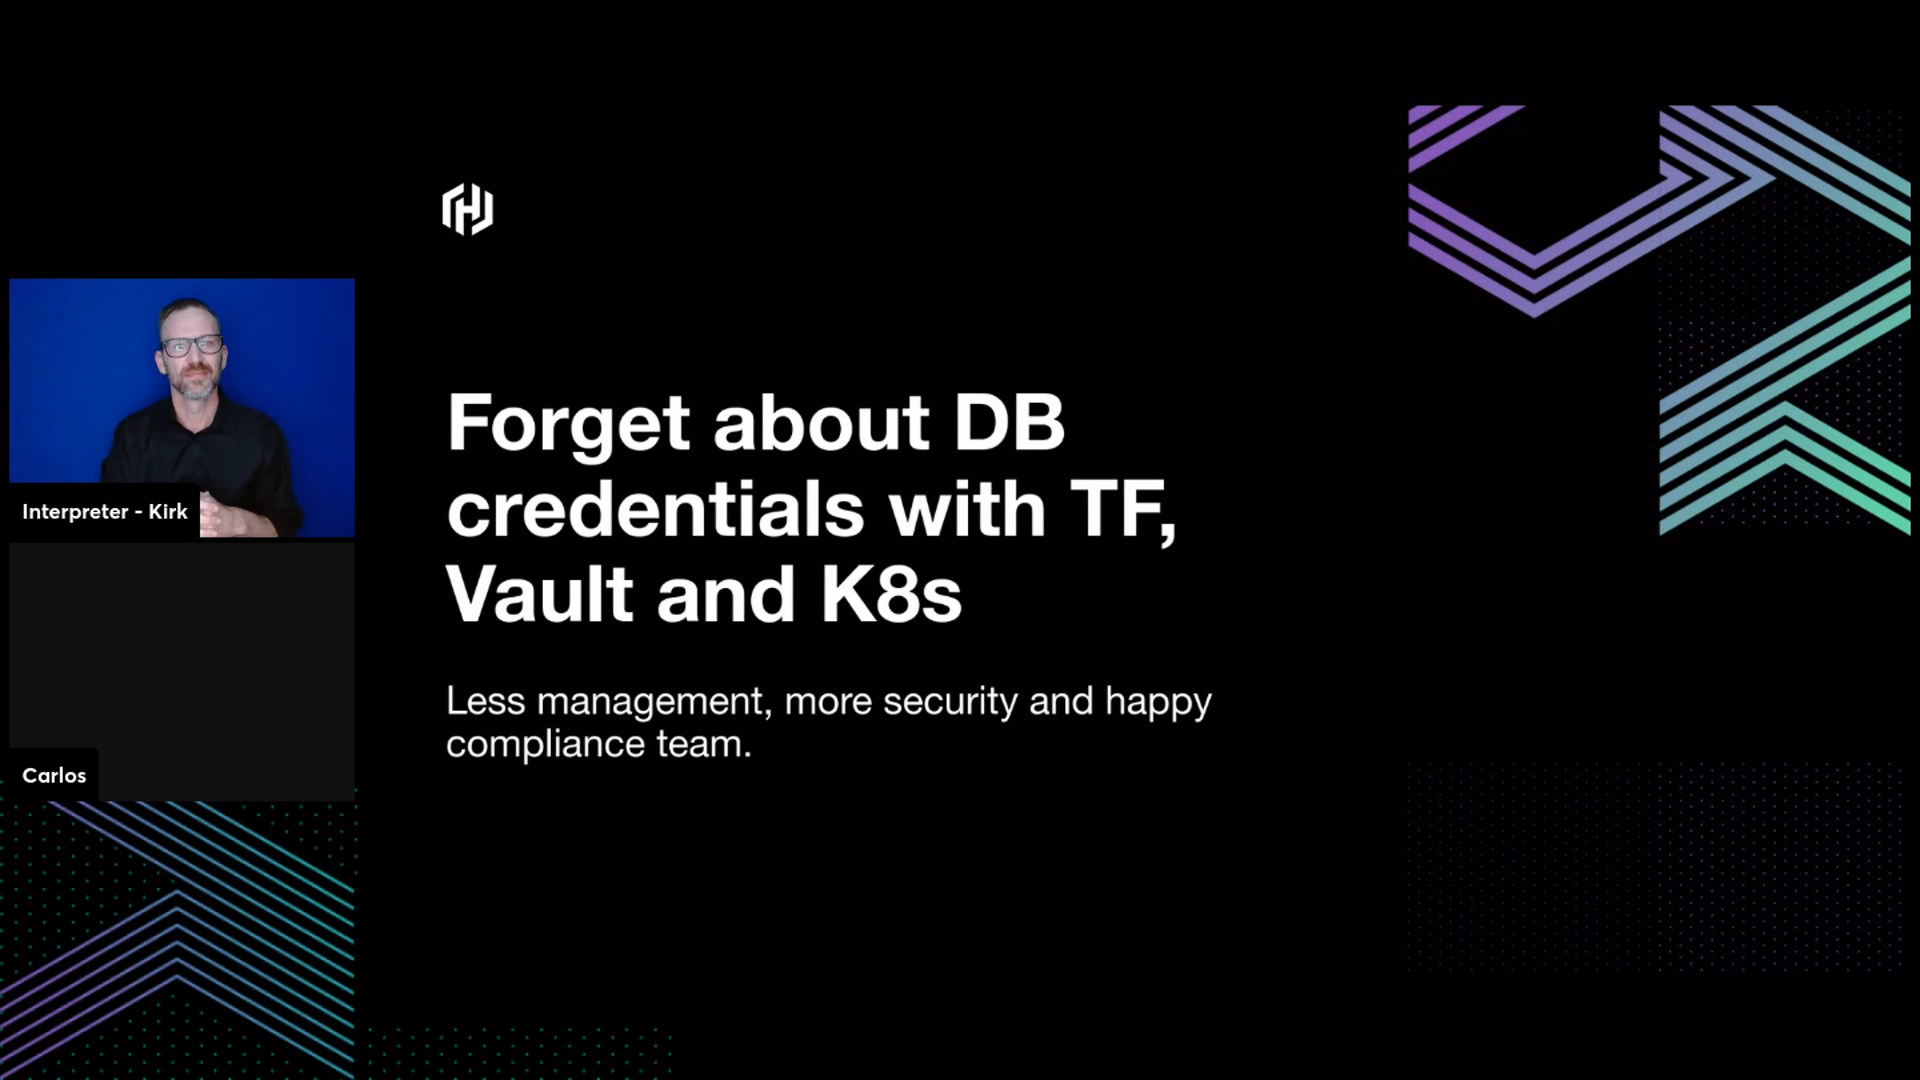 Forget about DB
credentials with TF,
Vault and K8s
Less management, more security and happy
compliance team.
Interpreter - Kirk
Carlos